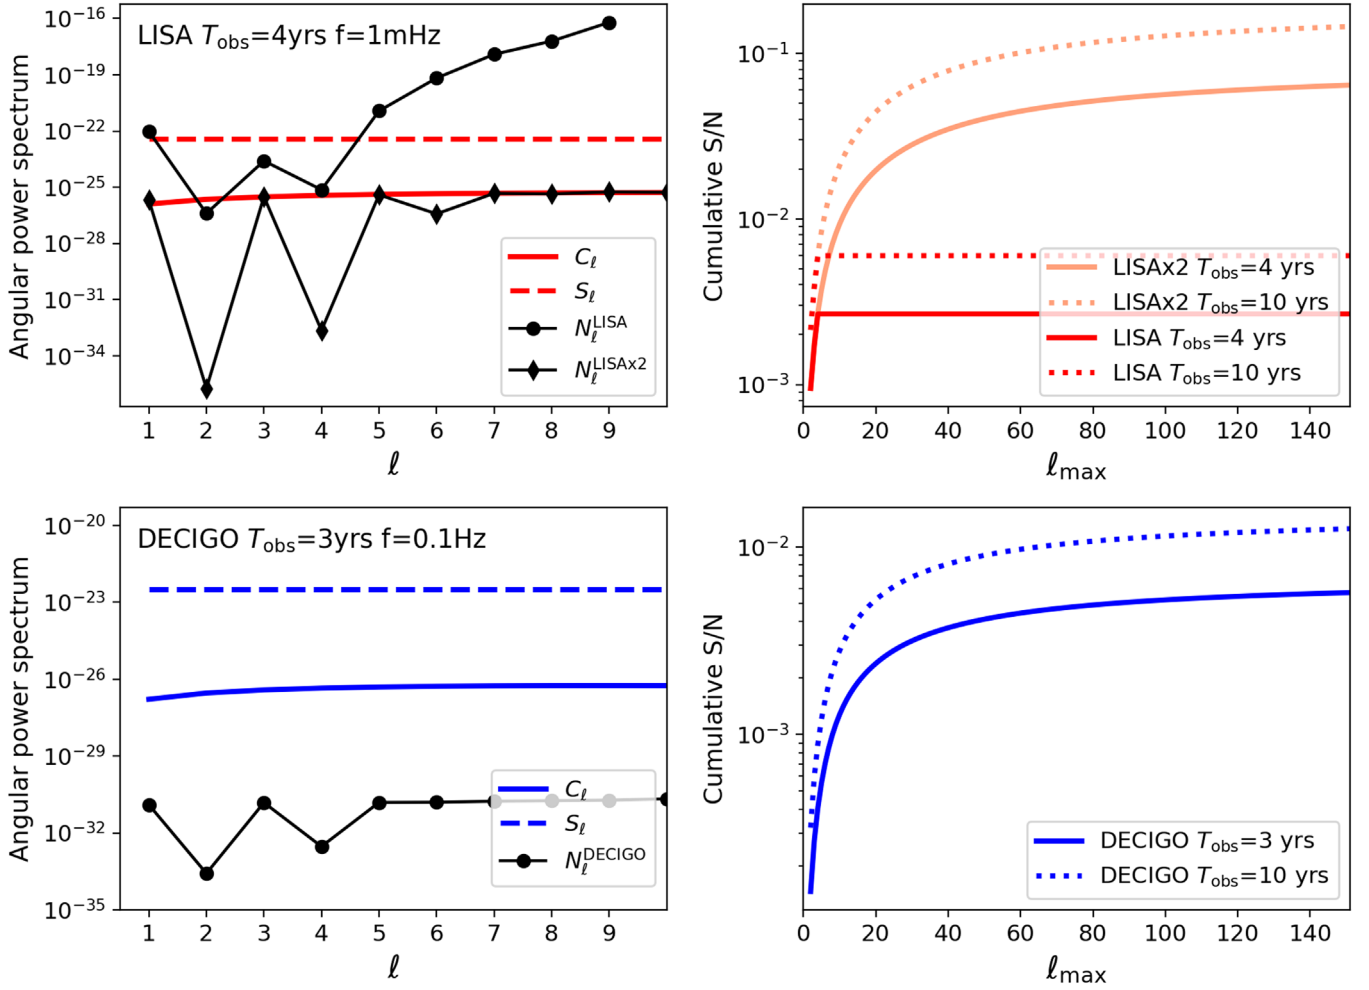 LISA T_obs=4yrs f=1mHz
Angular power spectrum
10^−16
10^−19
10^−22
10^−25
10^−28
10^−31
10^−34
C_ℓ
S_ℓ
N_ℓ^LISA
N_ℓ^LISAx2
1 2 3 4 5 6 7 8 9
ℓ
Cumulative S/N
10^−1
10^−2
10^−3
LISAx2 T_obs=4 yrs
LISAx2 T_obs=10 yrs
LISA T_obs=4 yrs
LISA T_obs=10 yrs
0 20 40 60 80 100 120 140
ℓ_max
DECIGO T_obs=3yrs f=0.1Hz
Angular power spectrum
10^−20
10^−23
10^−26
10^−29
10^−32
10^−35
C_ℓ
S_ℓ
N_ℓ^DECIGO
1 2 3 4 5 6 7 8 9
ℓ
Cumulative S/N
10^−2
10^−3
DECIGO T_obs=3 yrs
DECIGO T_obs=10 yrs
0 20 40 60 80 100 120 140
ℓ_max